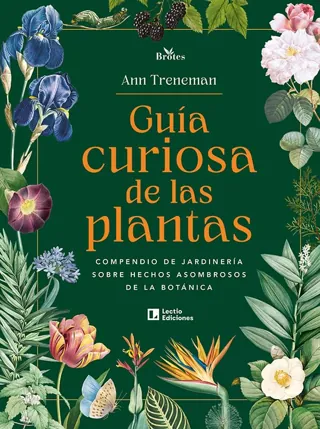 Brotes
Ann Treneman
Guía
curiosa
de las
plantas
COMPENDIO DE JARDINERÍA
SOBRE HECHOS ASOMBROSOS
DE LA BOTÁNICA
Lectio
Ediciones